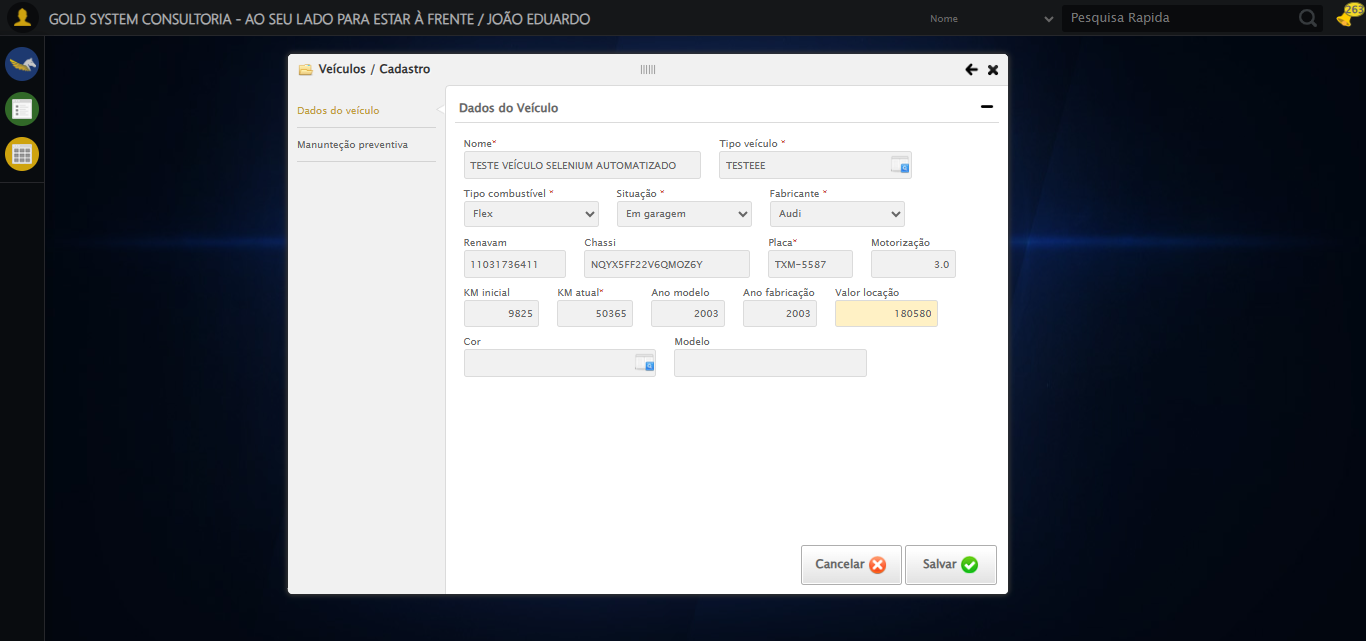 GOLD SYSTEM CONSULTORIA - AO SEU LADO PARA ESTAR À FRENTE / JOÃO EDUARDO
Nome
Pesquisa Rapida
263
Veículos / Cadastro
Dados do veículo
Manunteção preventiva
Dados do Veículo
Nome* Tipo veículo *
TESTE VEÍCULO SELENIUM AUTOMATIZADO TESTEEE
Tipo combustível * Situação * Fabricante *
Flex Em garagem Audi
Renavam Chassi Placa* Motorização
11031736411 NQYX5FF22V6QMOZ6Y TXM-5587 3.0
KM inicial KM atual* Ano modelo Ano fabricação Valor locação
9825 50365 2003 2003 180580
Cor Modelo
Cancelar Salvar